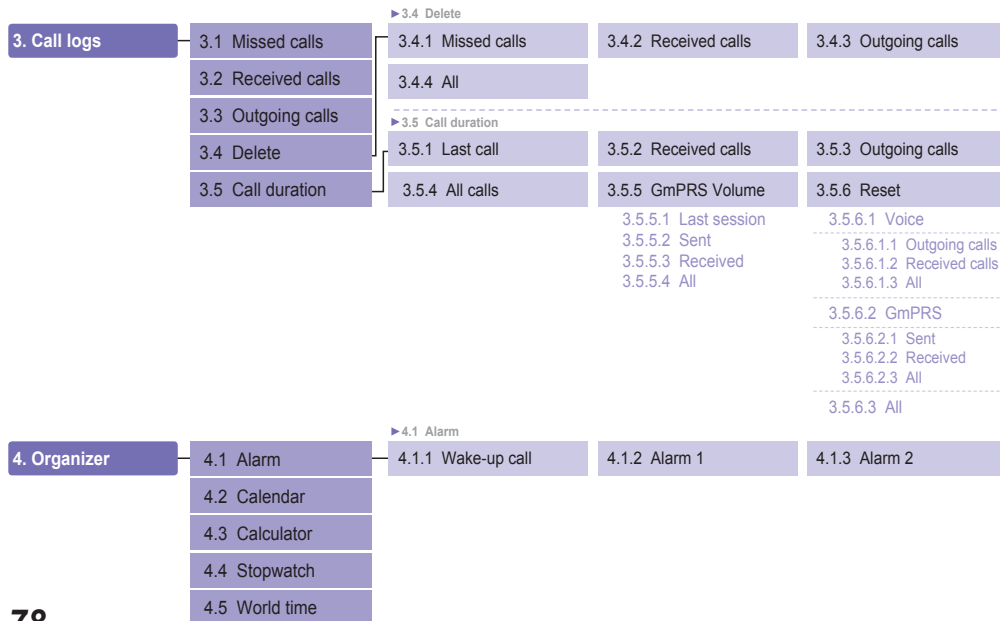 ►3.4 Delete
3. Call logs
3.1 Missed calls
3.4.1 Missed calls
3.4.2 Received calls
3.4.3 Outgoing calls
3.2 Received calls
3.4.4 All
3.3 Outgoing calls
►3.5 Call duration
3.4 Delete
3.5.1 Last call
3.5.2 Received calls
3.5.3 Outgoing calls
3.5 Call duration
3.5.4 All calls
3.5.5 GmPRS Volume
3.5.6 Reset
3.5.5.1 Last session
3.5.5.2 Sent
3.5.5.3 Received
3.5.5.4 All
3.5.6.1 Voice
3.5.6.1.1 Outgoing calls
3.5.6.1.2 Received calls
3.5.6.1.3 All
3.5.6.2 GmPRS
3.5.6.2.1 Sent
3.5.6.2.2 Received
3.5.6.2.3 All
3.5.6.3 All
►4.1 Alarm
4. Organizer
4.1 Alarm
4.1.1 Wake-up call
4.1.2 Alarm 1
4.1.3 Alarm 2
4.2 Calendar
4.3 Calculator
4.4 Stopwatch
4.5 World time
78